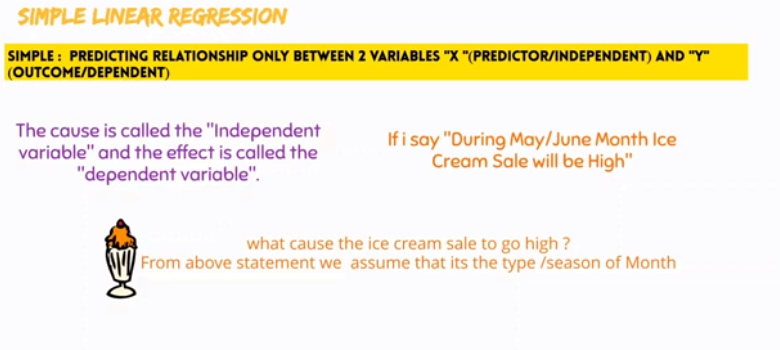 SIMPLE LINEAR REGRESSION
SIMPLE : PREDICTING RELATIONSHIP ONLY BETWEEN 2 VARIABLES "X "(PREDICTOR/INDEPENDENT) AND "Y"
(OUTCOME/DEPENDENT)
The cause is called the "Independent
variable" and the effect is called the
"dependent variable".
If i say "During May/June Month Ice
Cream Sale will be High"
what cause the ice cream sale to go high ?
From above statement we assume that its the type /season of Month